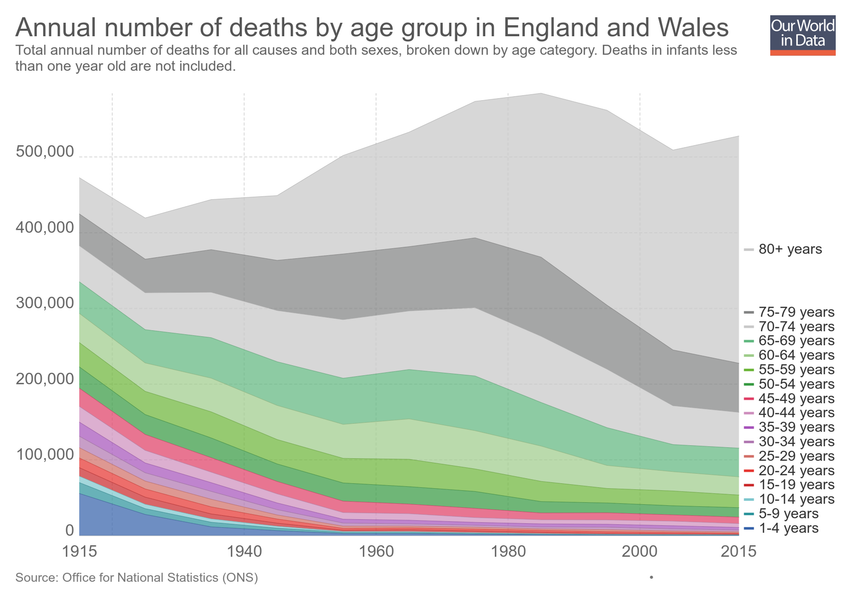 Annual number of deaths by age group in England and Wales
Total annual number of deaths for all causes and both sexes, broken down by age category. Deaths in infants less
than one year old are not included.
Our World
in Data
500,000
400,000
300,000
200,000
100,000
0
1915
1940
1960
1980
2000
2015
80+ years
75-79 years
70-74 years
65-69 years
60-64 years
55-59 years
50-54 years
45-49 years
40-44 years
35-39 years
30-34 years
25-29 years
20-24 years
15-19 years
10-14 years
5-9 years
1-4 years
Source: Office for National Statistics (ONS)